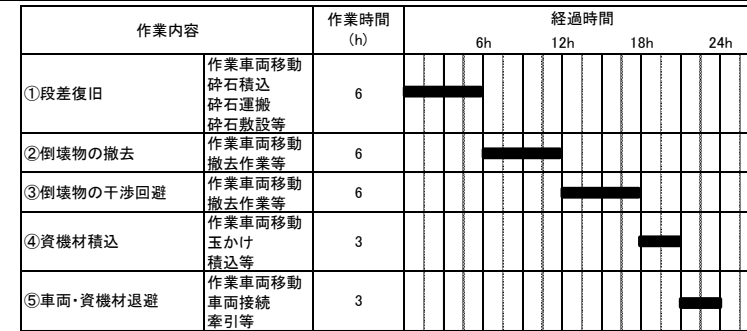 作業内容 作業時間 経過時間
(h) 6h 12h 18h 24h
①段差復旧 作業車両移動 6
砕石積込
砕石運搬
砕石敷設等
②倒壊物の撤去 作業車両移動 6
撤去作業等
③倒壊物の干渉回避 作業車両移動 6
撤去作業等
④資機材積込 作業車両移動 3
玉かけ
積込等
⑤車両・資機材退避 作業車両移動 3
車両接続
牽引等